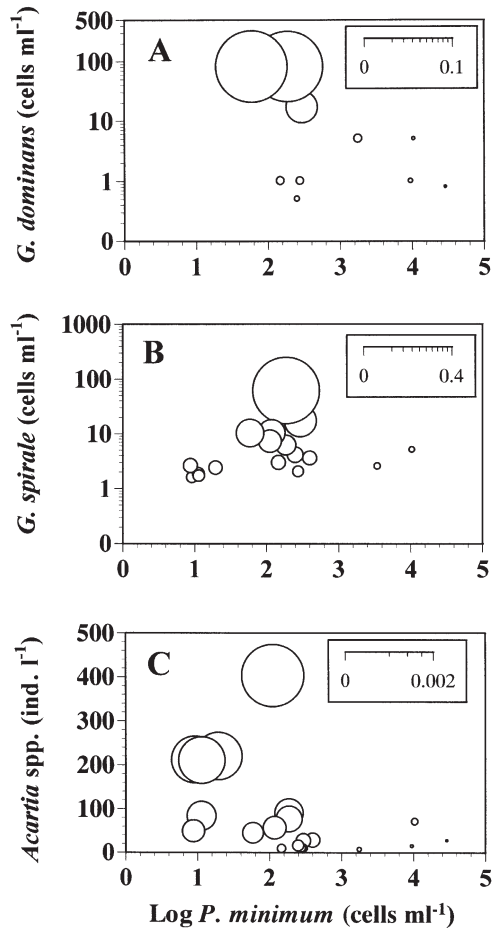 G. dominans (cells ml-1)
A
500
100
10
1
0
0 0.1
0 1 2 3 4 5
G. spirale (cells ml-1)
B
1000
100
10
1
0
0 0.4
0 1 2 3 4 5
Acartia spp. (ind. l-1)
C
500
400
300
200
100
0
0 0.002
0 1 2 3 4 5
Log P. minimum (cells ml-1)